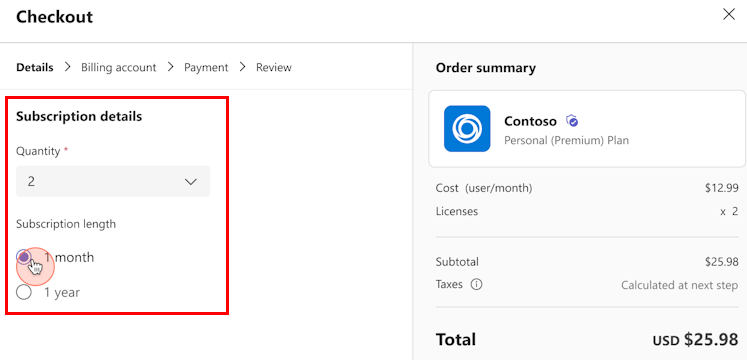 Checkout
Details > Billing account > Payment > Review
Subscription details
Quantity *
2
Subscription length
1 month
1 year
Order summary
Contoso
Personal (Premium) Plan
Cost (user/month) $12.99
Licenses x 2
Subtotal $25.98
Taxes Calculated at next step
Total USD $25.98